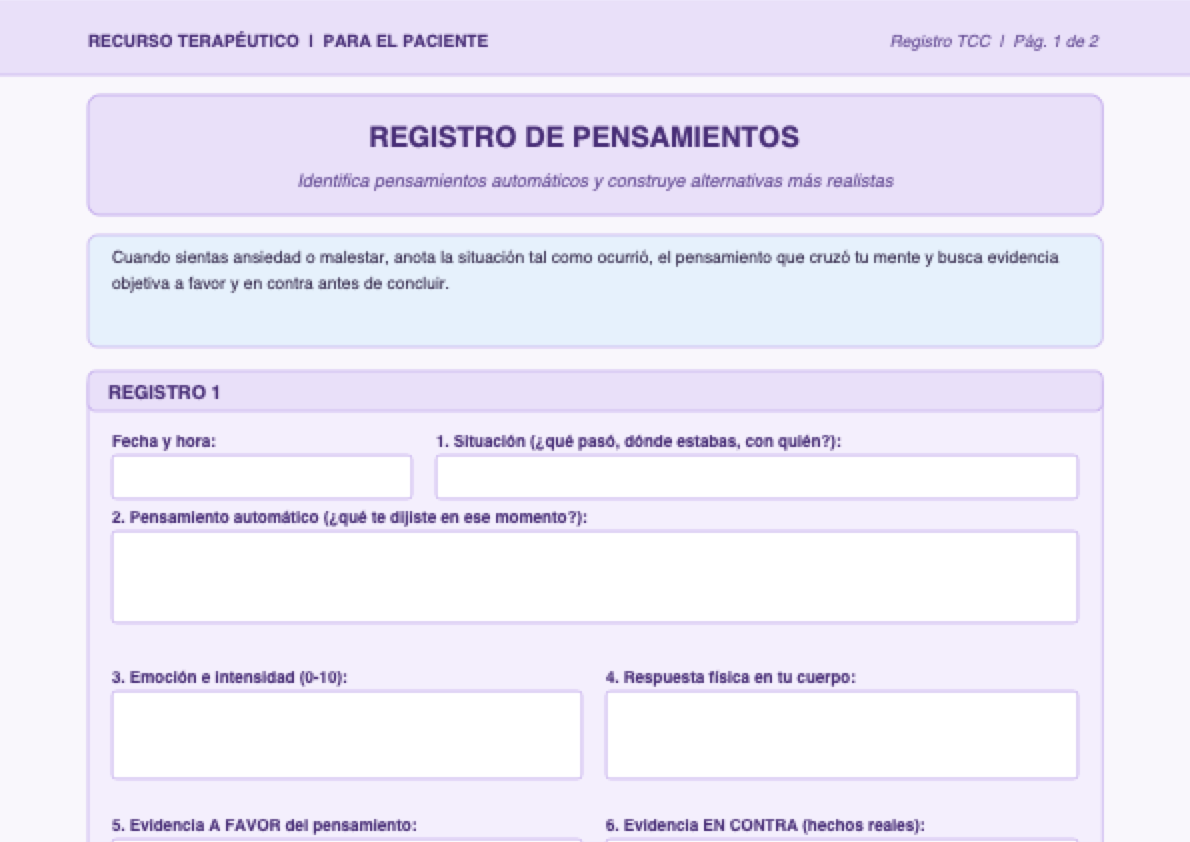 RECURSO TERAPÉUTICO | PARA EL PACIENTE
Registro TCC | Pág. 1 de 2
REGISTRO DE PENSAMIENTOS
Identifica pensamientos automáticos y construye alternativas más realistas
Cuando sientas ansiedad o malestar, anota la situación tal como ocurrió, el pensamiento que cruzó tu mente y busca evidencia
objetiva a favor y en contra antes de concluir.
REGISTRO 1
Fecha y hora:
1. Situación (¿qué pasó, dónde estabas, con quién?):
2. Pensamiento automático (¿qué te dijiste en ese momento?):
3. Emoción e intensidad (0-10):
4. Respuesta física en tu cuerpo:
5. Evidencia A FAVOR del pensamiento:
6. Evidencia EN CONTRA (hechos reales):